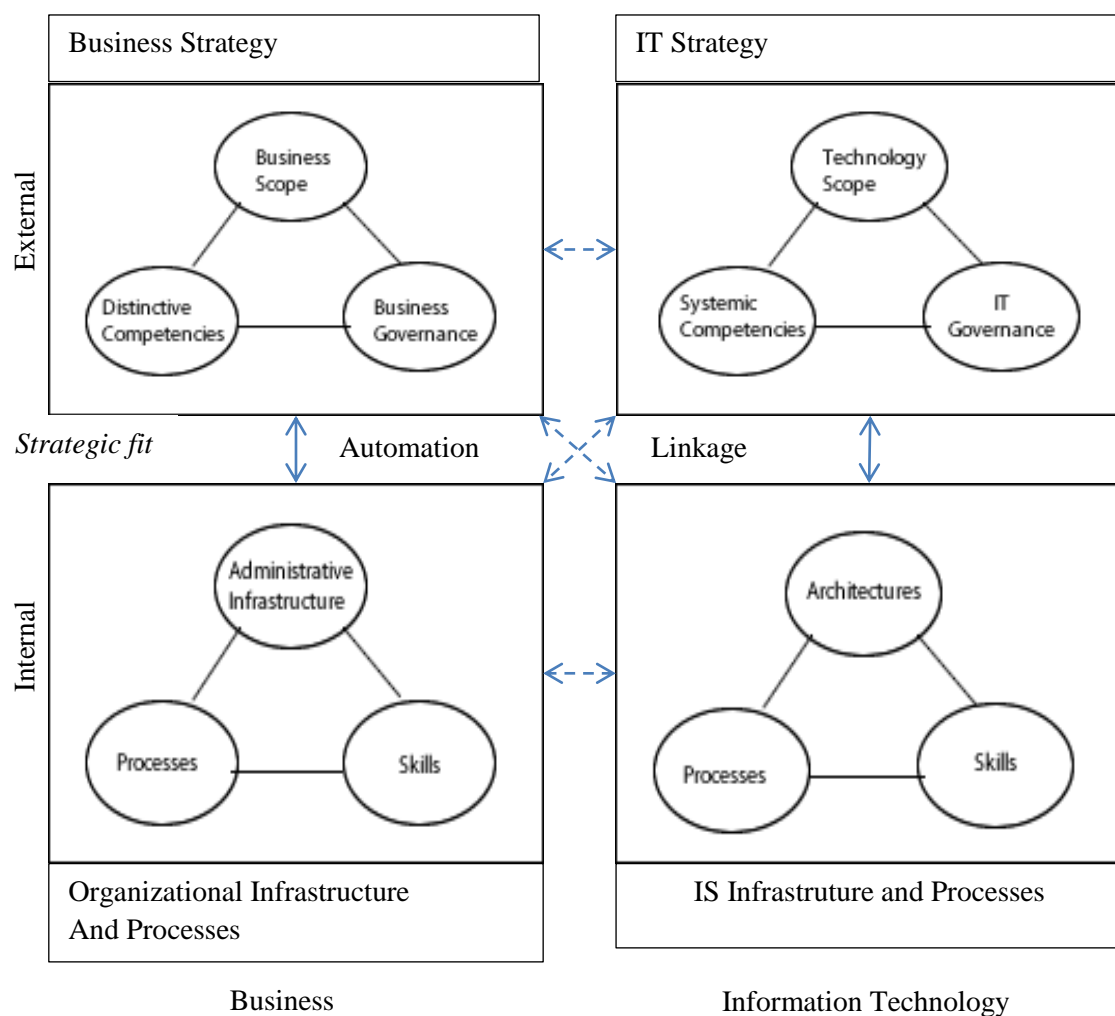 Business Strategy
IT Strategy
External
Business
Scope
Distinctive
Competencies
Business
Governance
Technology
Scope
Systemic
Competencies
IT
Governance
Strategic fit
Automation
Linkage
Internal
Administrative
Infrastructure
Processes
Skills
Architectures
Processes
Skills
Organizational Infrastructure
And Processes
IS Infrastruture and Processes
Business
Information Technology